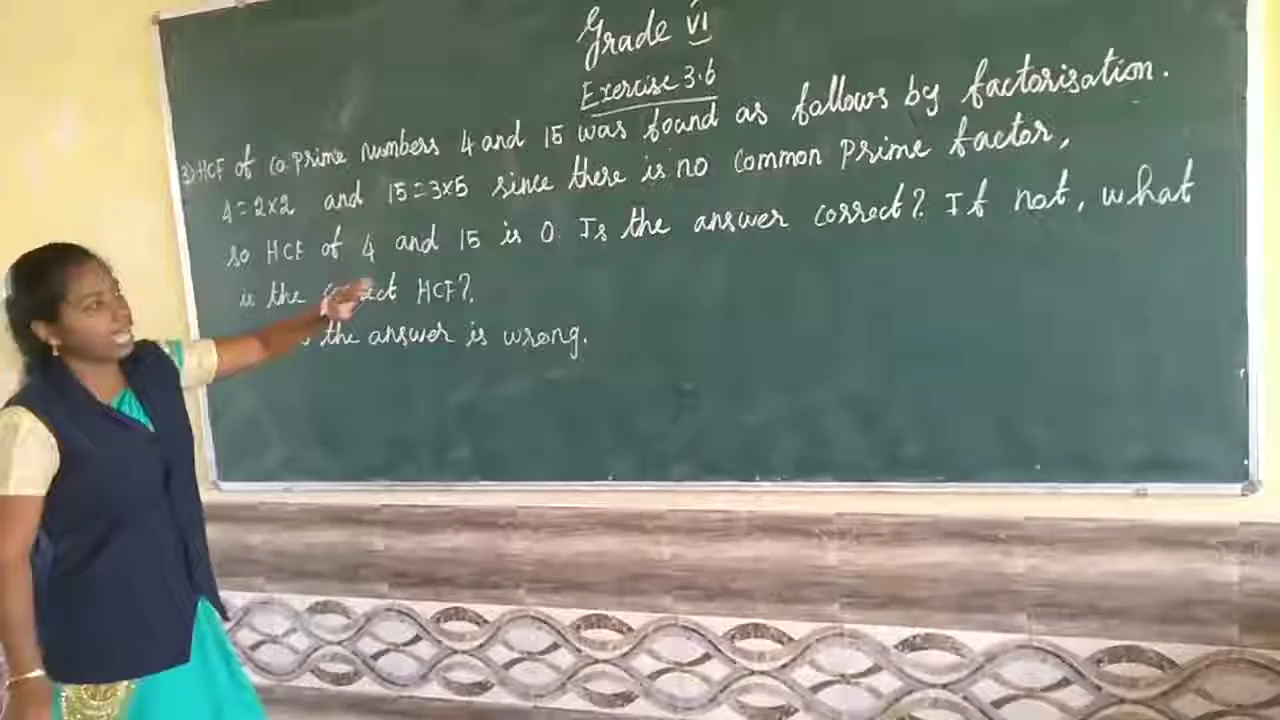 Grade VI
Exercise 3.6
3) HCF of co prime numbers 4 and 15 was found as follows by factorisation.
4=2×2 and 15=3×5 since there is no common prime factor,
so HCF of 4 and 15 is 0. Is the answer correct? If not, what
is the correct HCF?
the answer is wrong.